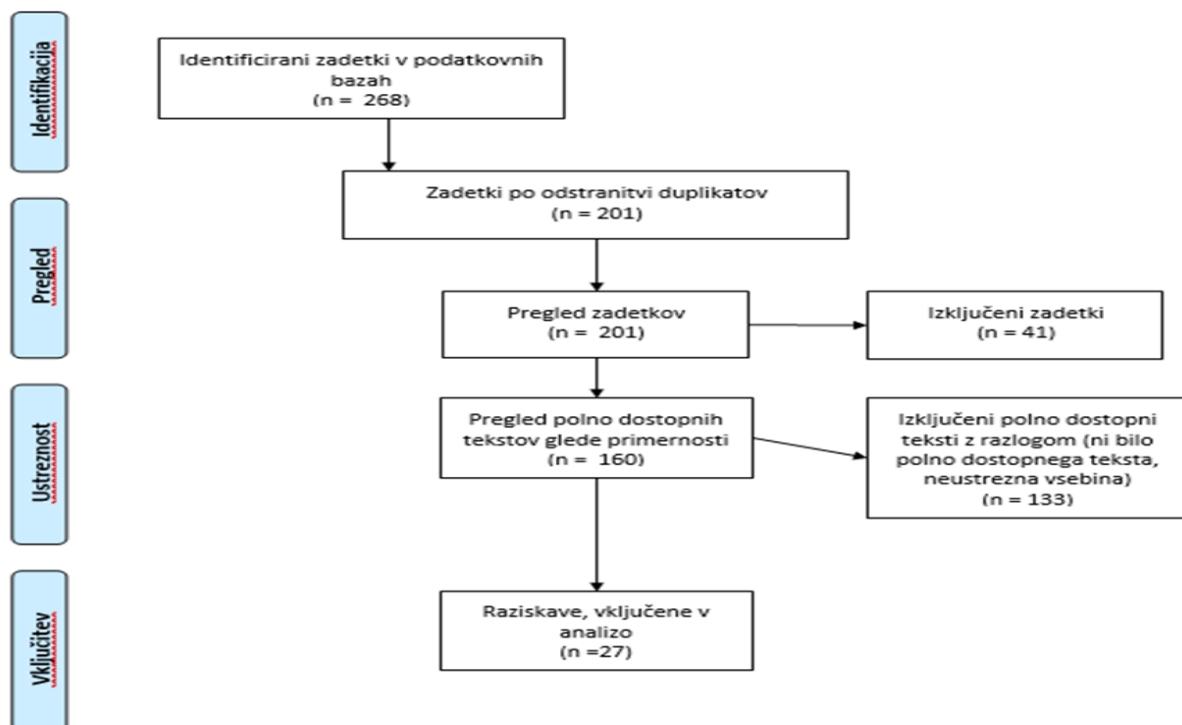 Identifikacija
Identificirani zadetki v podatkovnih
bazah
(n =  268)
Zadetki po odstranitvi duplikatov
(n = 201)
Pregled
Pregled zadetkov
(n =  201)
Izključeni zadetki
(n = 41)
Ustreznost
Pregled polno dostopnih
tekstov glede primernosti
(n =  160)
Izključeni polno dostopni
teksti z razlogom (ni bilo
polno dostopnega teksta,
neustrezna vsebina)
(n = 133)
Vključitev
Raziskave, vključene v
analizo
(n =27)